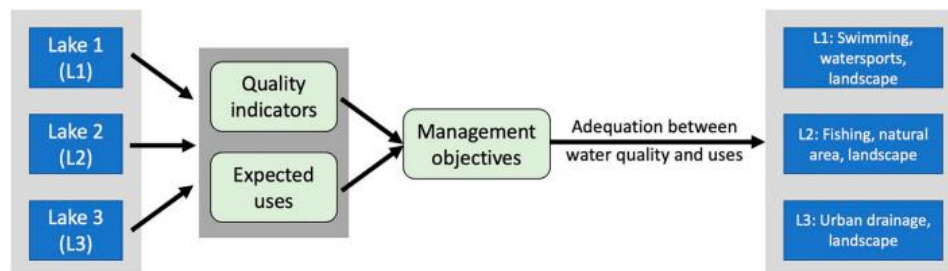 Lake 1
(L1)
Lake 2
(L2)
Lake 3
(L3)
Quality
indicators
Expected
uses
Management
objectives
Adequation between
water quality and uses
L1: Swimming,
watersports,
landscape
L2: Fishing, natural
area, landscape
L3: Urban drainage,
landscape